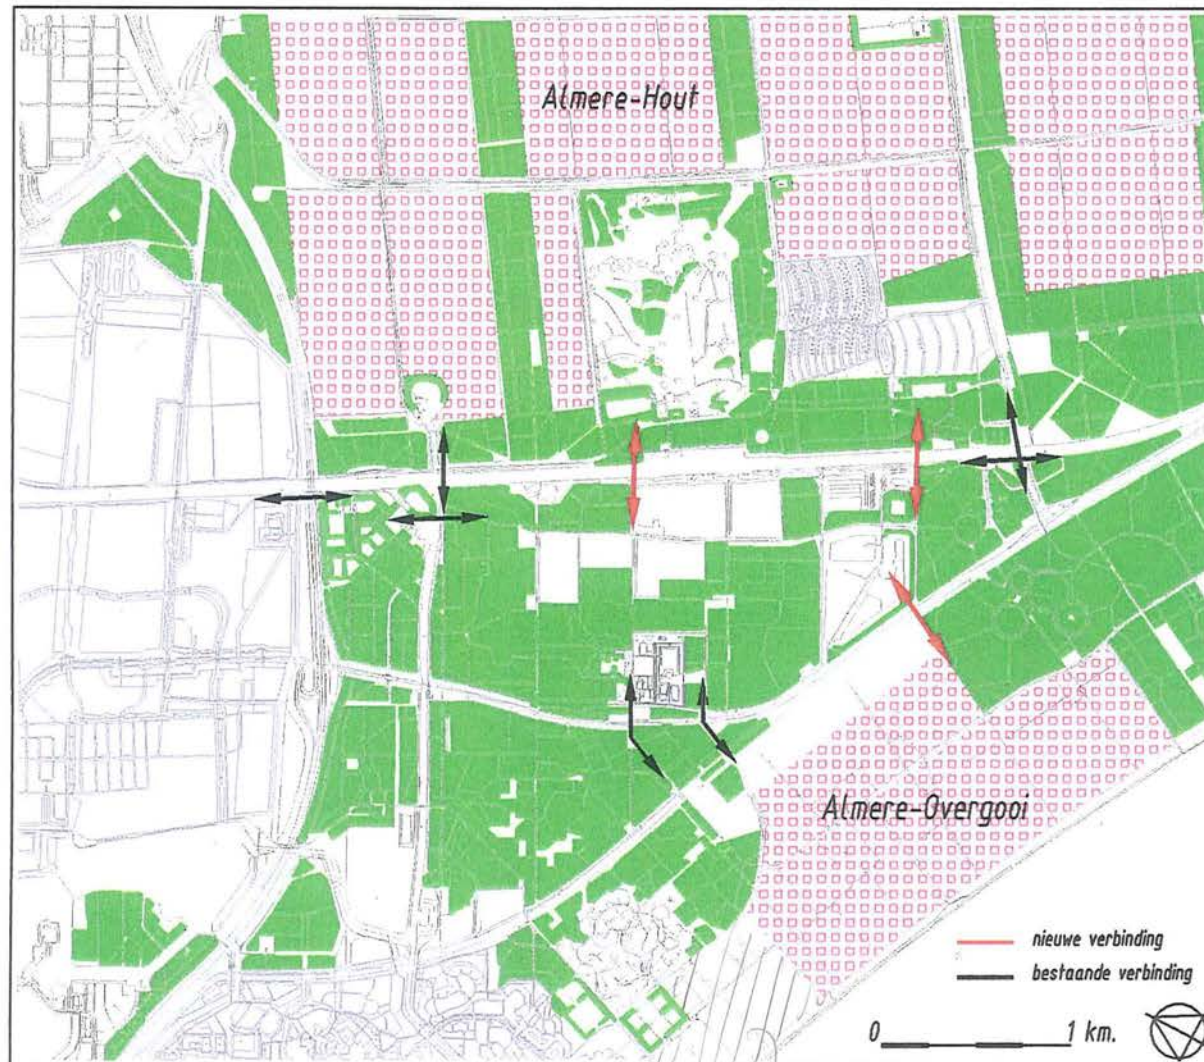 Almere-Hout
Almere-Overgooi
nieuwe verbinding
bestaande verbinding
0 1 km.